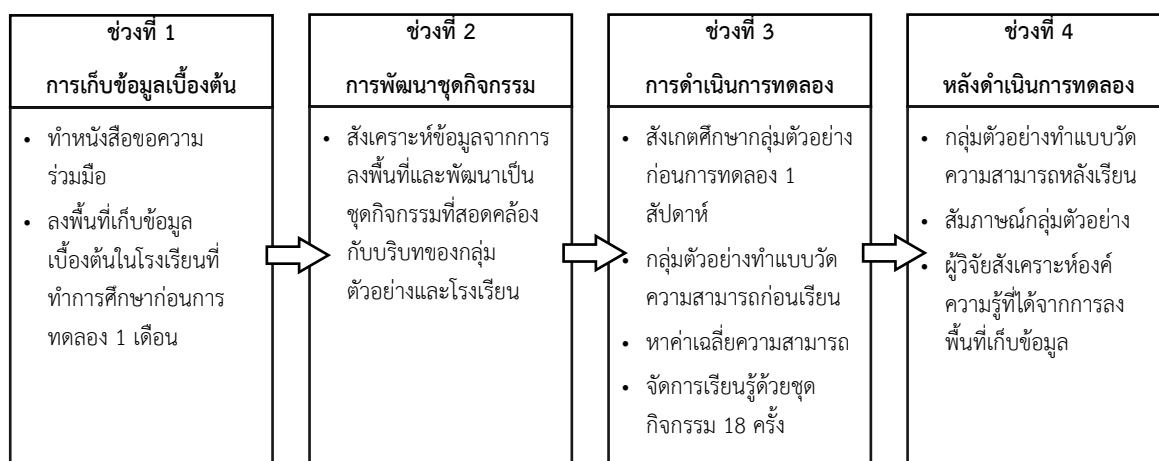 ช่วงที่ 1
การเก็บข้อมูลเบื้องต้น
• ทำหนังสือขอความ
ร่วมมือ
• ลงพื้นที่เก็บข้อมูล
เบื้องต้นในโรงเรียนที่
ทำการศึกษาก่อนการ
ทดลอง 1 เดือน
ช่วงที่ 2
การพัฒนาชุดกิจกรรม
• สังเคราะห์ข้อมูลจากการ
ลงพื้นที่และพัฒนาเป็น
ชุดกิจกรรมที่สอดคล้อง
กับบริบทของกลุ่ม
ตัวอย่างและโรงเรียน
ช่วงที่ 3
การดำเนินการทดลอง
• สังเกตศึกษากลุ่มตัวอย่าง
ก่อนการทดลอง 1
สัปดาห์
• กลุ่มตัวอย่างทำแบบวัด
ความสามารถก่อนเรียน
• หาค่าเฉลี่ยความสามารถ
• จัดการเรียนรู้ด้วยชุด
กิจกรรม 18 ครั้ง
ช่วงที่ 4
หลังดำเนินการทดลอง
• กลุ่มตัวอย่างทำแบบวัด
ความสามารถหลังเรียน
• สัมภาษณ์กลุ่มตัวอย่าง
• ผู้วิจัยสังเคราะห์องค์
ความรู้ที่ได้จากการลง
พื้นที่เก็บข้อมูล